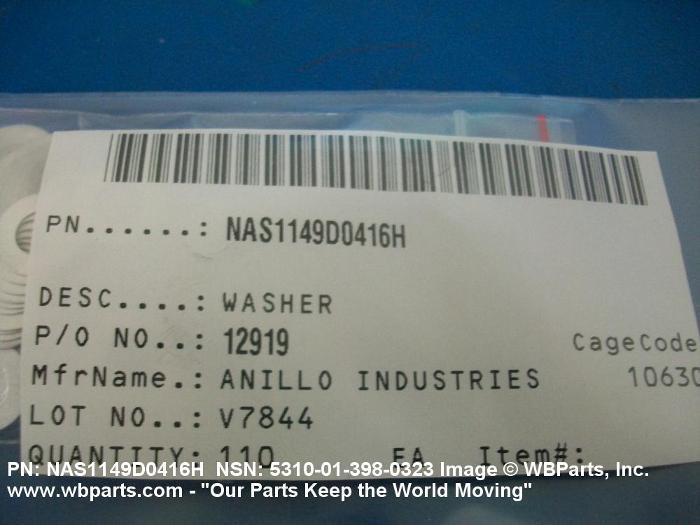 PN......: NAS1149D0416H
DESC....: WASHER
P/O NO..: 12919
CageCode
MfrName.: ANILLO INDUSTRIES 10630
LOT NO..: V7844
QUANTITY: 110 EA Item#:
PN: NAS1149D0416H NSN: 5310-01-398-0323 Image © WBParts, Inc.
www.wbparts.com - "Our Parts Keep the World Moving"